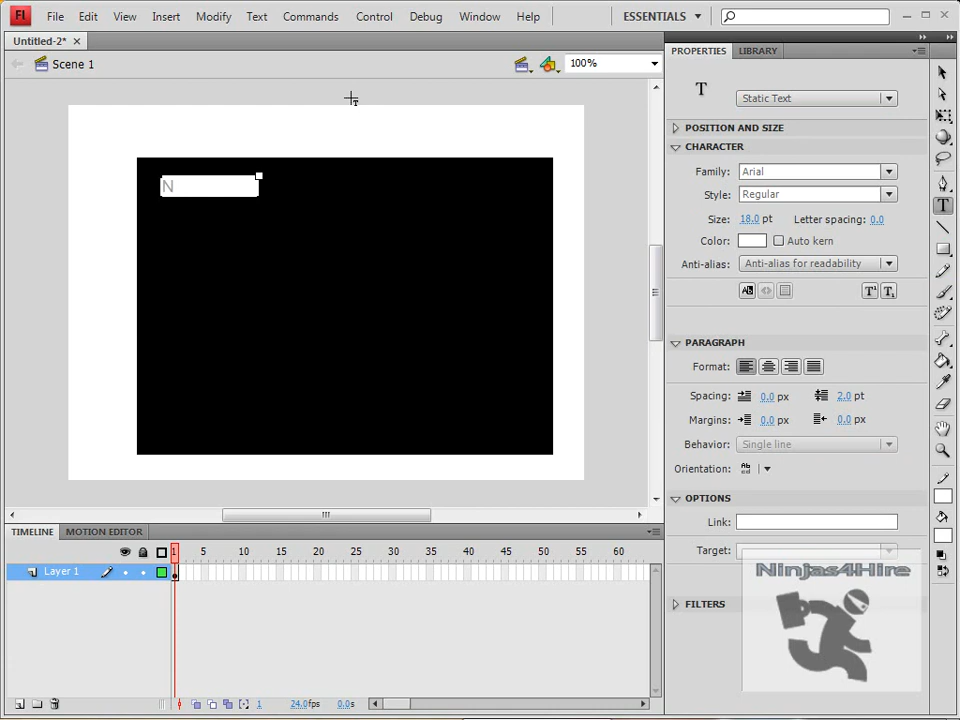 Fl File Edit View Insert Modify Text Commands Control Debug Window Help ESSENTIALS
Untitled-2*
Scene 1 100%
N
PROPERTIES LIBRARY
T Static Text
POSITION AND SIZE
CHARACTER
Family: Arial
Style: Regular
Size: 18.0 pt Letter spacing: 0.0
Color: Auto kern
Anti-alias: Anti-alias for readability
PARAGRAPH
Format:
Spacing: 0.0 px 2.0 pt
Margins: 0.0 px 0.0 px
Behavior: Single line
Orientation:
OPTIONS
Link:
Target:
FILTERS
Ninjas4Hire
TIMELINE MOTION EDITOR
1 5 10 15 20 25 30 35 40 45 50 55 60
Layer 1
1 24.0fps 0.0s